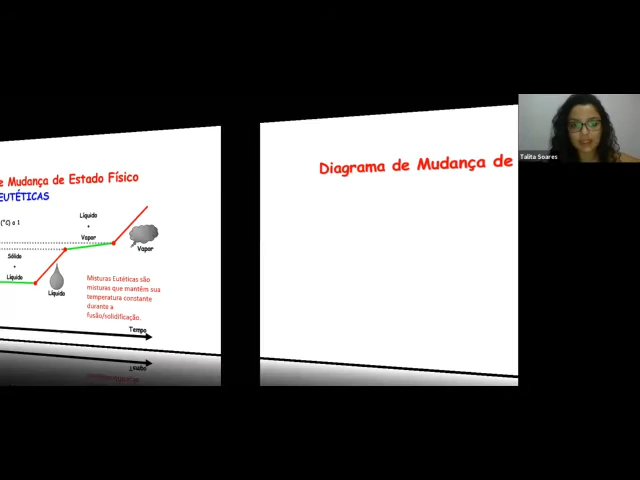 e Mudança de Estado Físico
EUTÉTICAS
(°C) a 1
Líquido
+
Vapor
Vapor
Sólido
+
Líquido
Líquido
Misturas Eutéticas são
misturas que mantêm sua
temperatura constante
durante a
fusão/solidificação.
Tempo
Diagrama de Mudança de
Talita Soares